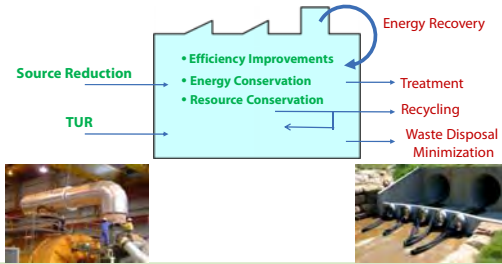 Energy Recovery
• Efficiency Improvements
Source Reduction
• Energy Conservation
Treatment
• Resource Conservation
Recycling
TUR
Waste Disposal
Minimization